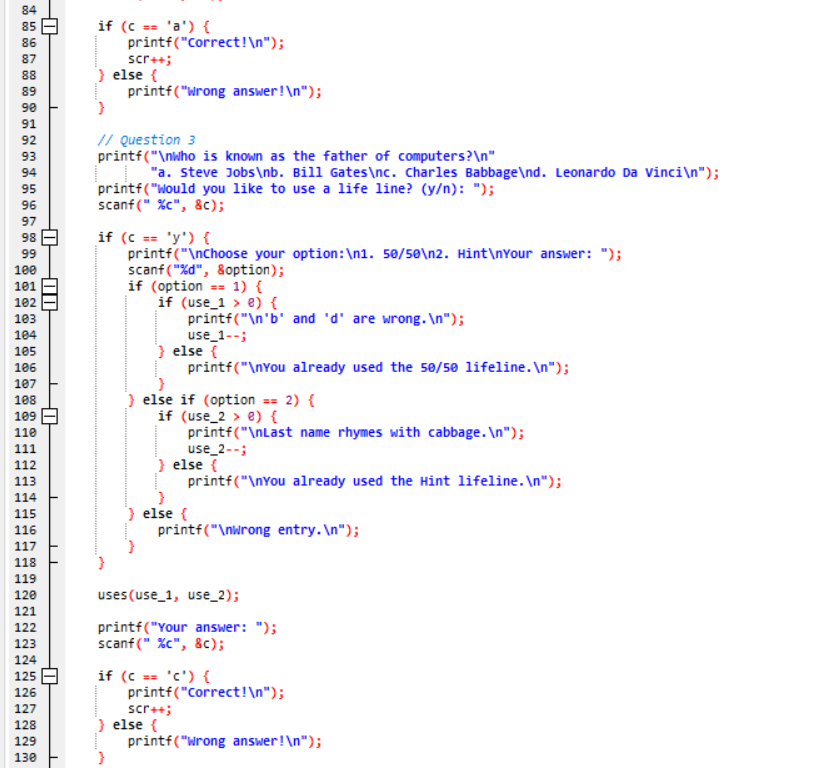 84
85 if (c == 'a') {
86 printf("Correct!\n");
87 scr++;
88 } else {
89 printf("Wrong answer!\n");
90 }
91
92 // Question 3
93 printf("\nWho is known as the father of computers?\n"
94 "a. Steve Jobs\nb. Bill Gates\nc. Charles Babbage\nd. Leonardo Da Vinci\n");
95 printf("Would you like to use a life line? (y/n): ");
96 scanf(" %c", &c);
97
98 if (c == 'y') {
99 printf("\nChoose your option:\n1. 50/50\n2. Hint\nYour answer: ");
100 scanf("%d", &option);
101 if (option == 1) {
102 if (use_1 > 0) {
103 printf("\n'b' and 'd' are wrong.\n");
104 use_1--;
105 } else {
106 printf("\nYou already used the 50/50 lifeline.\n");
107 }
108 } else if (option == 2) {
109 if (use_2 > 0) {
110 printf("\nLast name rhymes with cabbage.\n");
111 use_2--;
112 } else {
113 printf("\nYou already used the Hint lifeline.\n");
114 }
115 } else {
116 printf("\nWrong entry.\n");
117 }
118 }
119
120 uses(use_1, use_2);
121
122 printf("Your answer: ");
123 scanf(" %c", &c);
124
125 if (c == 'c') {
126 printf("Correct!\n");
127 scr++;
128 } else {
129 printf("Wrong answer!\n");
130 }